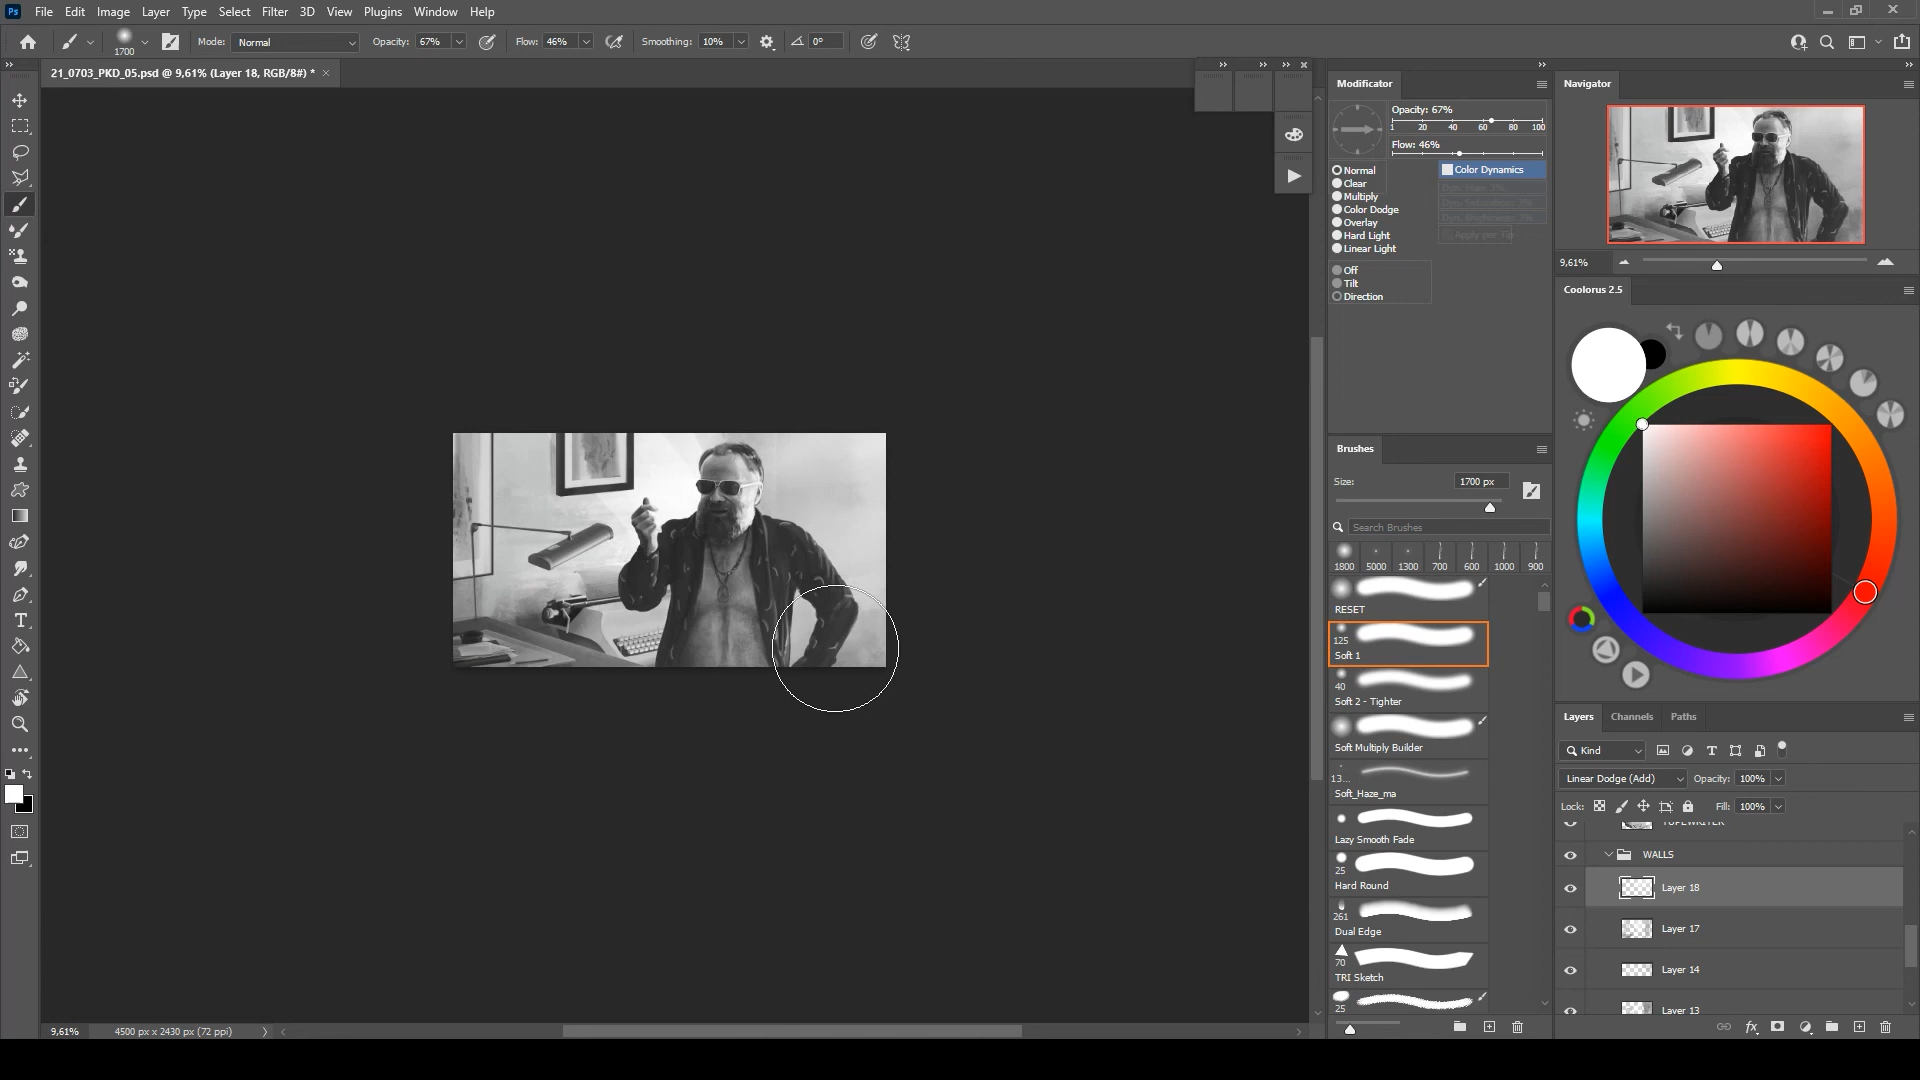 Ps File Edit Image Layer Type Select Filter 3D View Plugins Window Help
1700 Mode: Normal Opacity: 67% Flow: 46% Smoothing: 10% 0°
21_0703_PKD_05.psd @ 9,61% (Layer 18, RGB/8#) *
Modificator
Opacity: 67%
1 20 40 60 80 100
Flow: 46%
Normal
Clear
Multiply
Color Dodge
Overlay
Hard Light
Linear Light
Color Dynamics
Off
Tilt
Direction
Navigator
9,61%
Coolorus 2.5
Brushes
Size: 1700 px
Search Brushes
1800 5000 1300 700 600 1000 900
RESET
125
Soft 1
40
Soft 2 - Tighter
Soft Multiply Builder
13...
Soft_Haze_ma
Lazy Smooth Fade
25
Hard Round
261
Dual Edge
70
TRI Sketch
25
Layers Channels Paths
Kind
Linear Dodge (Add) Opacity: 100%
Lock: Fill: 100%
TYPEWRITER
WALLS
Layer 18
Layer 17
Layer 14
Layer 13
9,61% 4500 px x 2430 px (72 ppi)